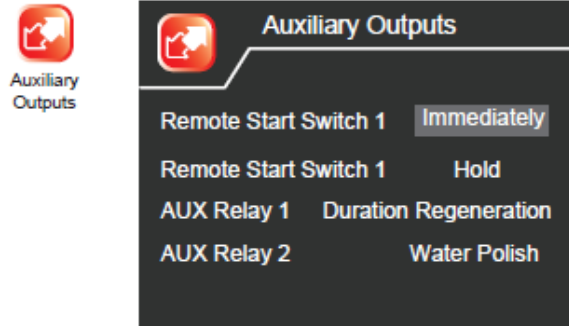 Auxiliary
Outputs
Auxiliary Outputs
Remote Start Switch 1 Immediately
Remote Start Switch 1 Hold
AUX Relay 1 Duration Regeneration
AUX Relay 2 Water Polish